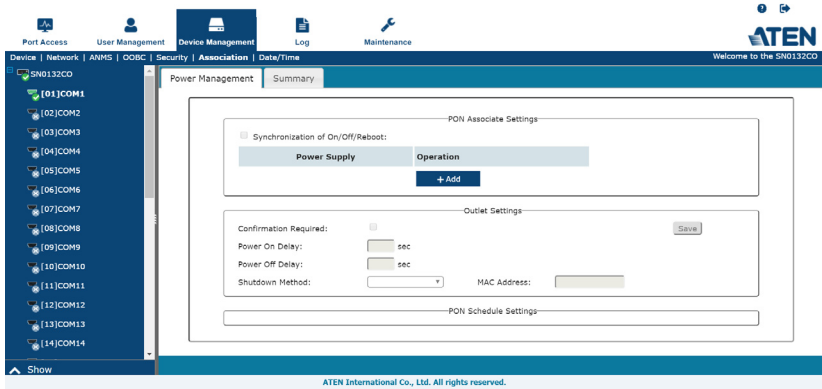 Port Access
User Management
Device Management
Log
Maintenance
ATEN
Device | Network | ANMS | OOBC | Security | Association | Date/Time
Welcome to the SN0132CO
SN0132CO
[01]COM1
[02]COM2
[03]COM3
[04]COM4
[05]COM5
[06]COM6
[07]COM7
[08]COM8
[09]COM9
[10]COM10
[11]COM11
[12]COM12
[13]COM13
[14]COM14
Show
Power Management
Summary
PON Associate Settings
Synchronization of On/Off/Reboot:
Power Supply
Operation
+ Add
Outlet Settings
Confirmation Required:
Save
Power On Delay: sec
Power Off Delay: sec
Shutdown Method:
MAC Address:
PON Schedule Settings
ATEN International Co., Ltd. All rights reserved.